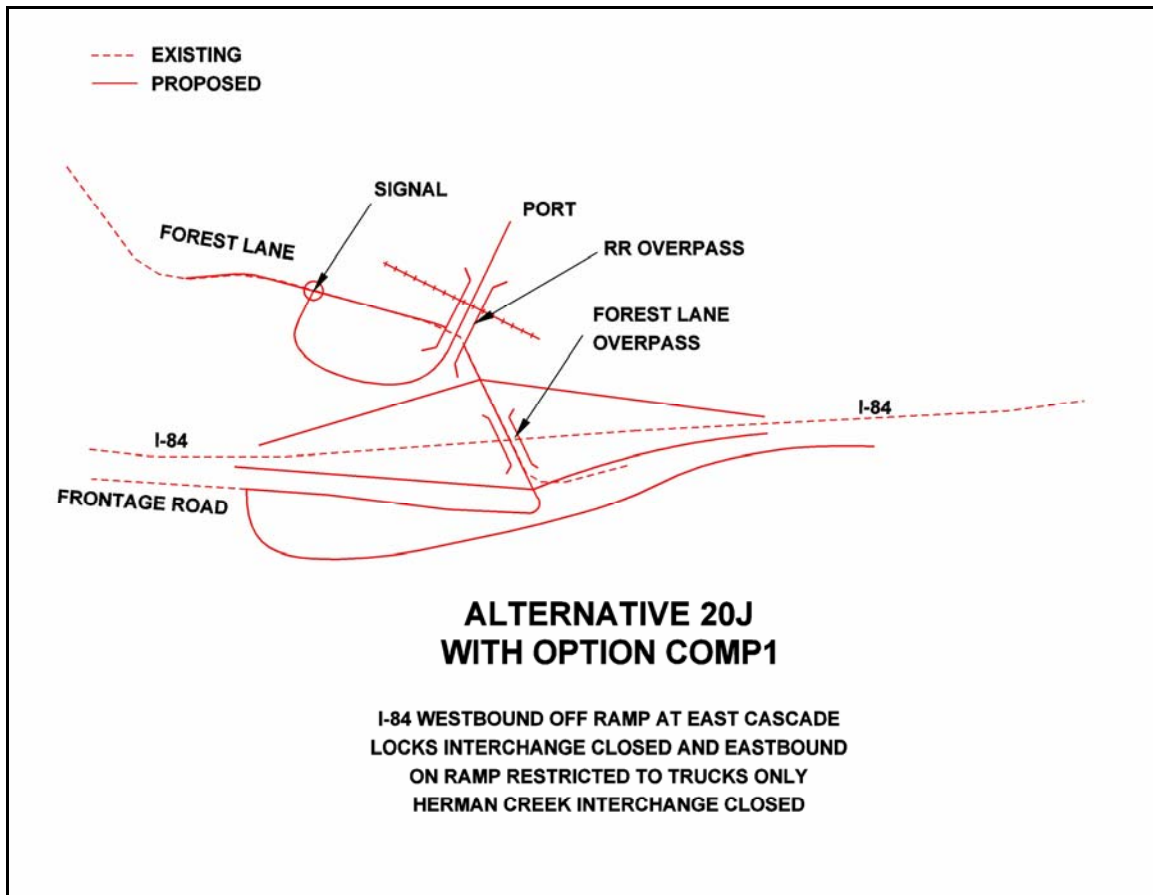 EXISTING
PROPOSED
SIGNAL
PORT
FOREST LANE
RR OVERPASS
FOREST LANE
OVERPASS
I-84
I-84
FRONTAGE ROAD
ALTERNATIVE 20J
WITH OPTION COMP1
I-84 WESTBOUND OFF RAMP AT EAST CASCADE
LOCKS INTERCHANGE CLOSED AND EASTBOUND
ON RAMP RESTRICTED TO TRUCKS ONLY
HERMAN CREEK INTERCHANGE CLOSED